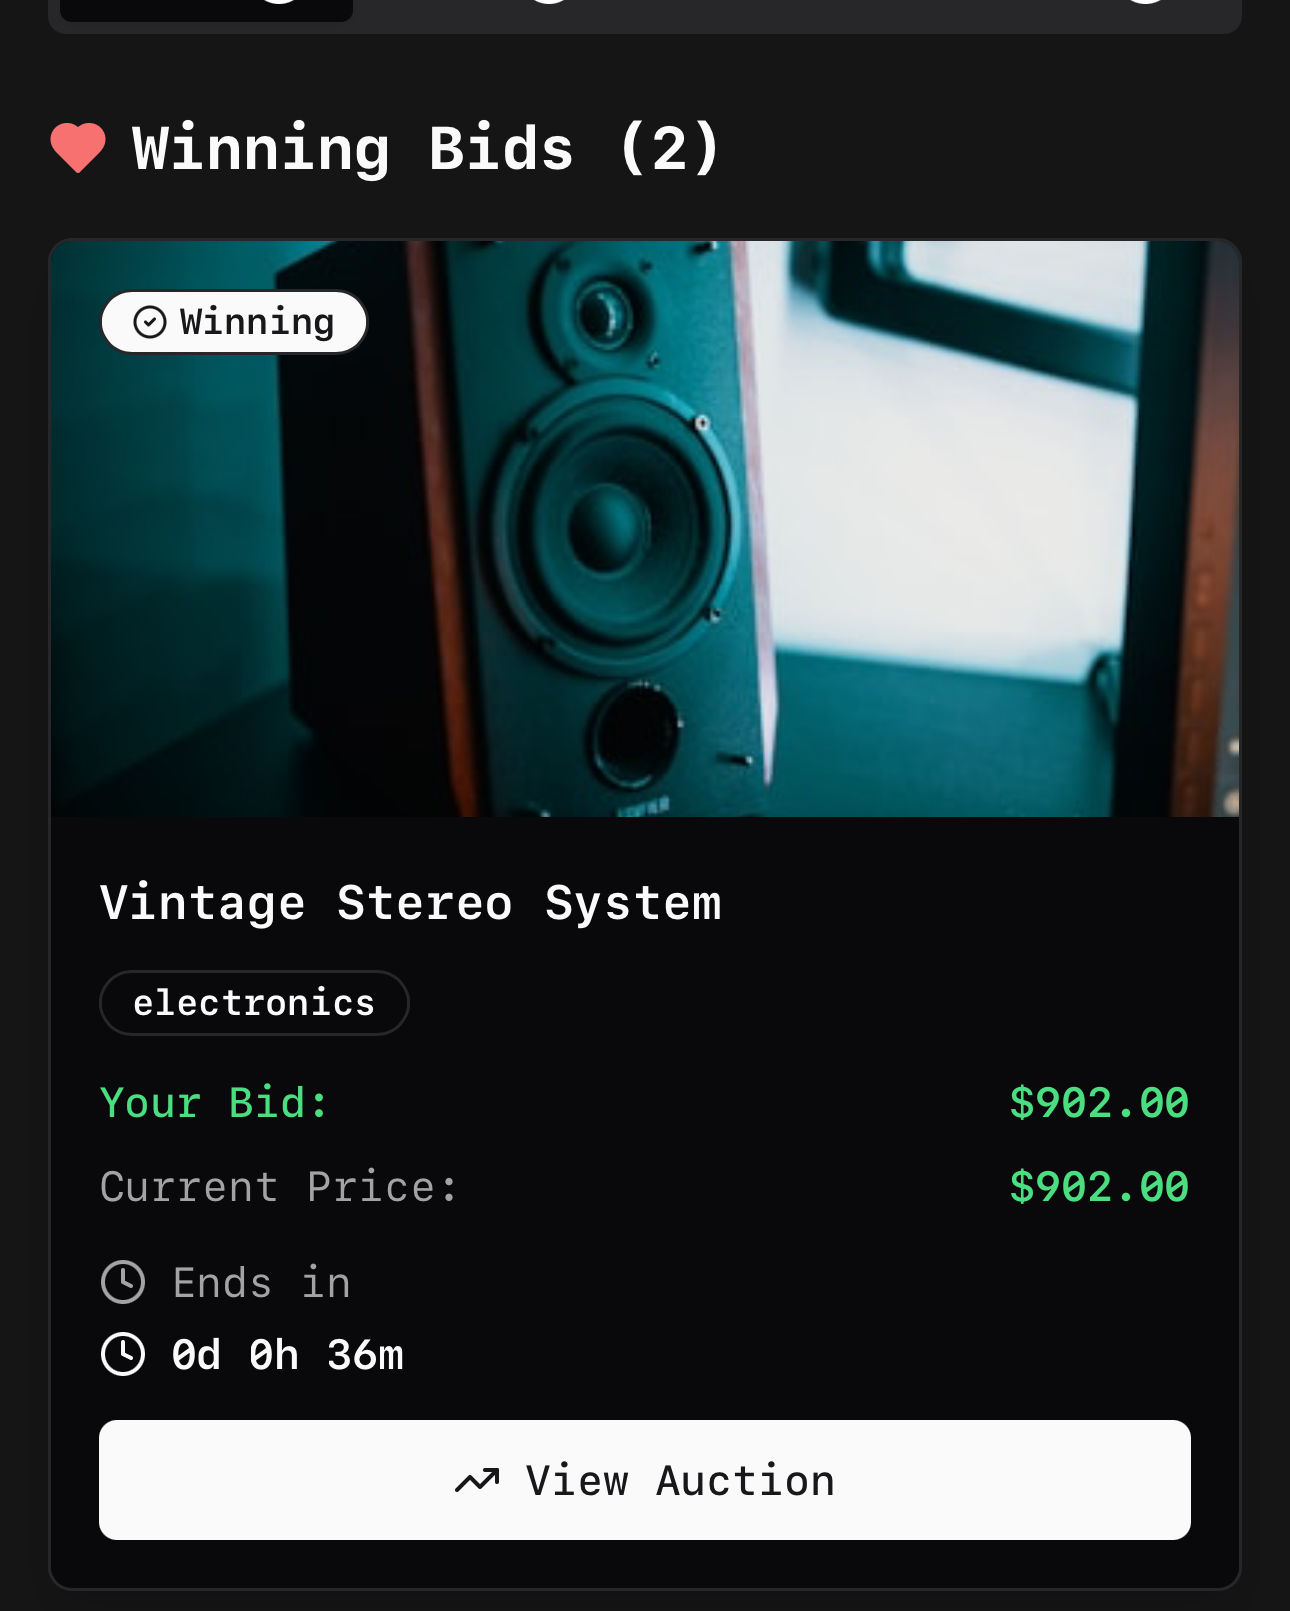 Winning Bids (2)
Winning
Vintage Stereo System
electronics
Your Bid: $902.00
Current Price: $902.00
Ends in
0d 0h 36m
View Auction